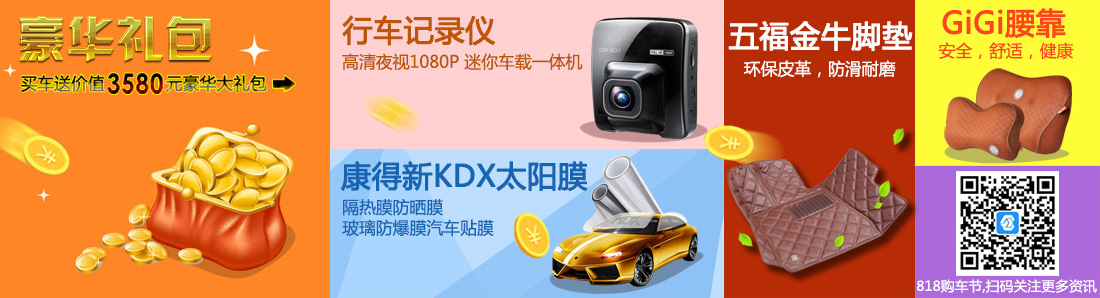 豪华礼包
买车送价值3580元豪华大礼包
行车记录仪
高清夜视1080P 迷你车载一体机
康得新KDX太阳膜
隔热膜防晒膜
玻璃防爆膜汽车贴膜
五福金牛脚垫
环保皮革，防滑耐磨
GiGi腰靠
安全，舒适，健康
818购车节,扫码关注更多资讯